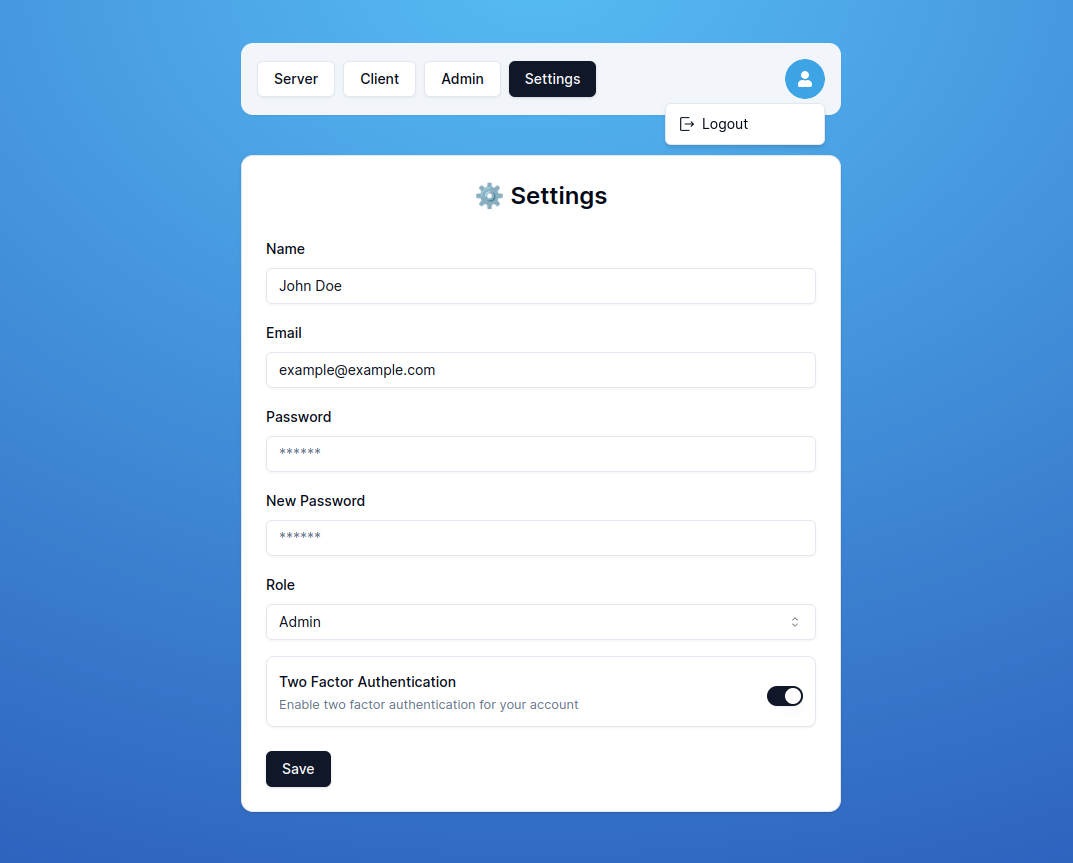 Server Client Admin Settings
Logout
⚙️ Settings
Name
John Doe
Email
example@example.com
Password
******
New Password
******
Role
Admin
Two Factor Authentication
Enable two factor authentication for your account
Save